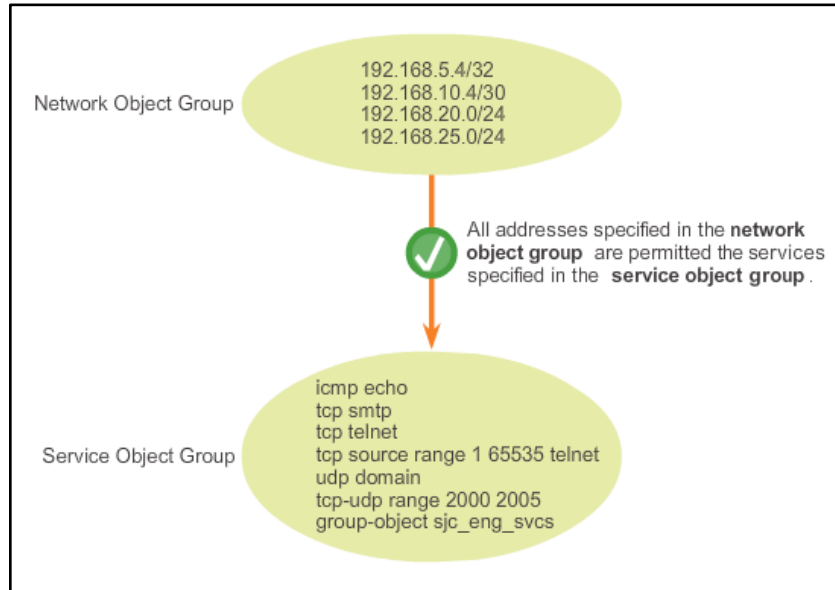 Network Object Group
192.168.5.4/32
192.168.10.4/30
192.168.20.0/24
192.168.25.0/24
All addresses specified in the network
object group are permitted the services
specified in the service object group .
Service Object Group
icmp echo
tcp smtp
tcp telnet
tcp source range 1 65535 telnet
udp domain
tcp-udp range 2000 2005
group-object sjc_eng_svcs